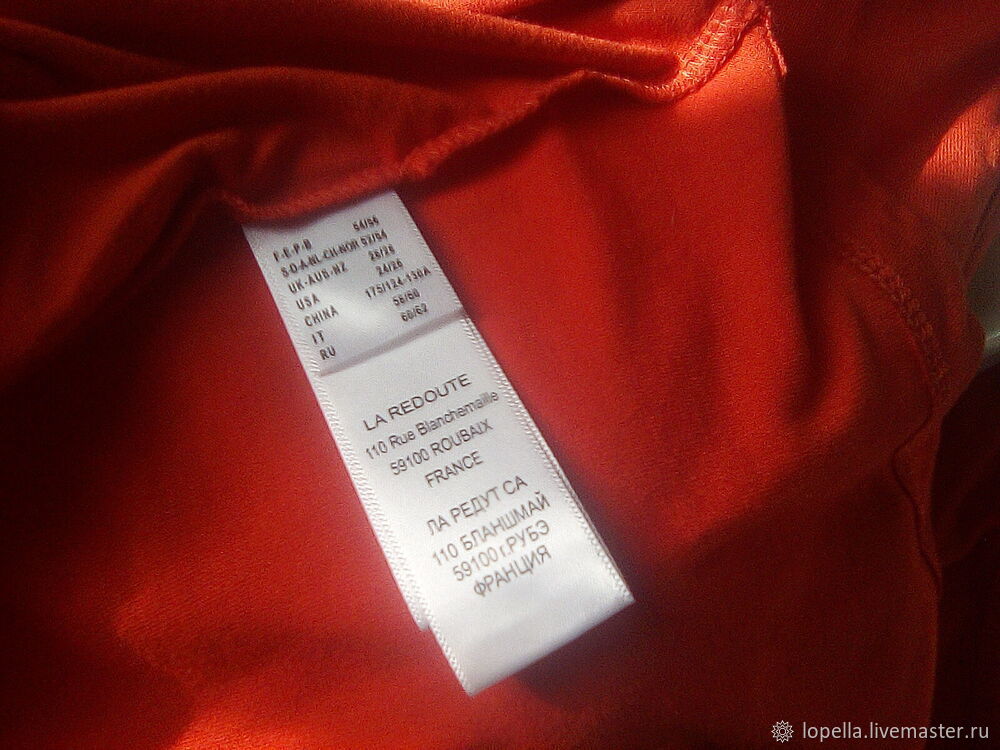 F-E-P-B 54/56
S-D-A-NL-CH-NOR 52/54
UK-AUS-NZ 26/28
USA 24/26
CHINA 175/124-130A
IT 58/60
RU 60/62
LA REDOUTE
110 Rue Blanchemaille
59100 ROUBAIX
FRANCE
ЛА РЕДУТ СА
110 БЛАНШМАЙ
59100 г.РУБЭ
ФРАНЦИЯ
lopella.livemaster.ru